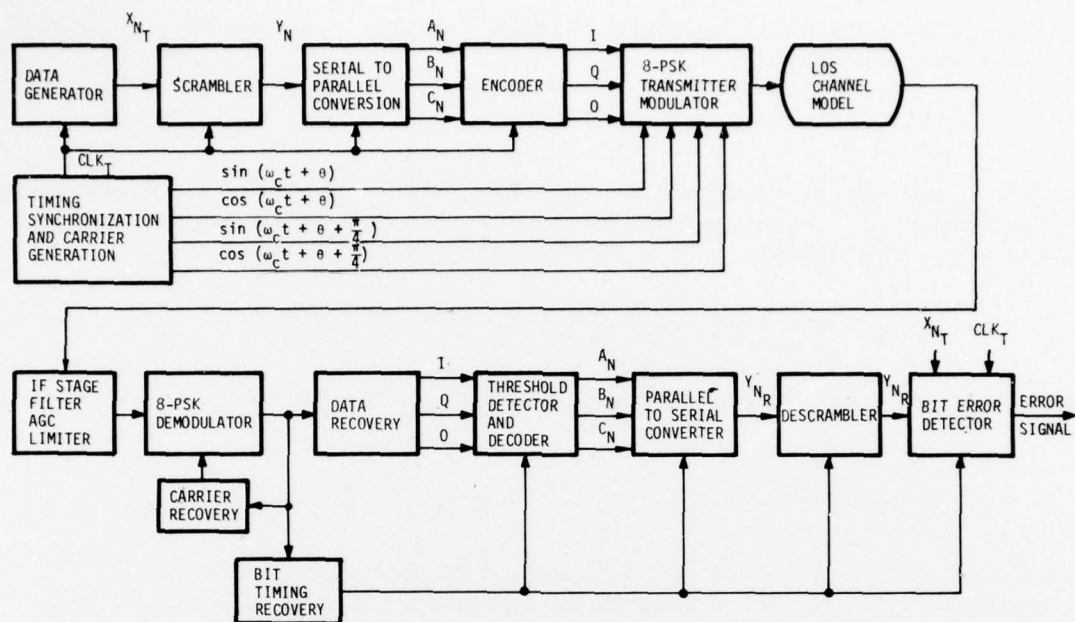 X_N_T
DATA
GENERATOR
SCRAMBLER
Y_N
SERIAL TO
PARALLEL
CONVERSION
A_N
B_N
C_N
ENCODER
I
Q
O
8-PSK
TRANSMITTER
MODULATOR
LOS
CHANNEL
MODEL
CLK_T
TIMING
SYNCHRONIZATION
AND CARRIER
GENERATION
sin (ω_c t + θ)
cos (ω_c t + θ)
sin (ω_c t + θ + π/4)
cos (ω_c t + θ + π/4)
IF STAGE
FILTER
AGC
LIMITER
8-PSK
DEMODULATOR
CARRIER
RECOVERY
BIT
TIMING
RECOVERY
DATA
RECOVERY
I
Q
O
THRESHOLD
DETECTOR
AND
DECODER
A_N
B_N
C_N
PARALLEL
TO SERIAL
CONVERTER
Y_N_R
DESCRAMBLER
Y_N_R
X_N_T
CLK_T
BIT ERROR
DETECTOR
ERROR
SIGNAL